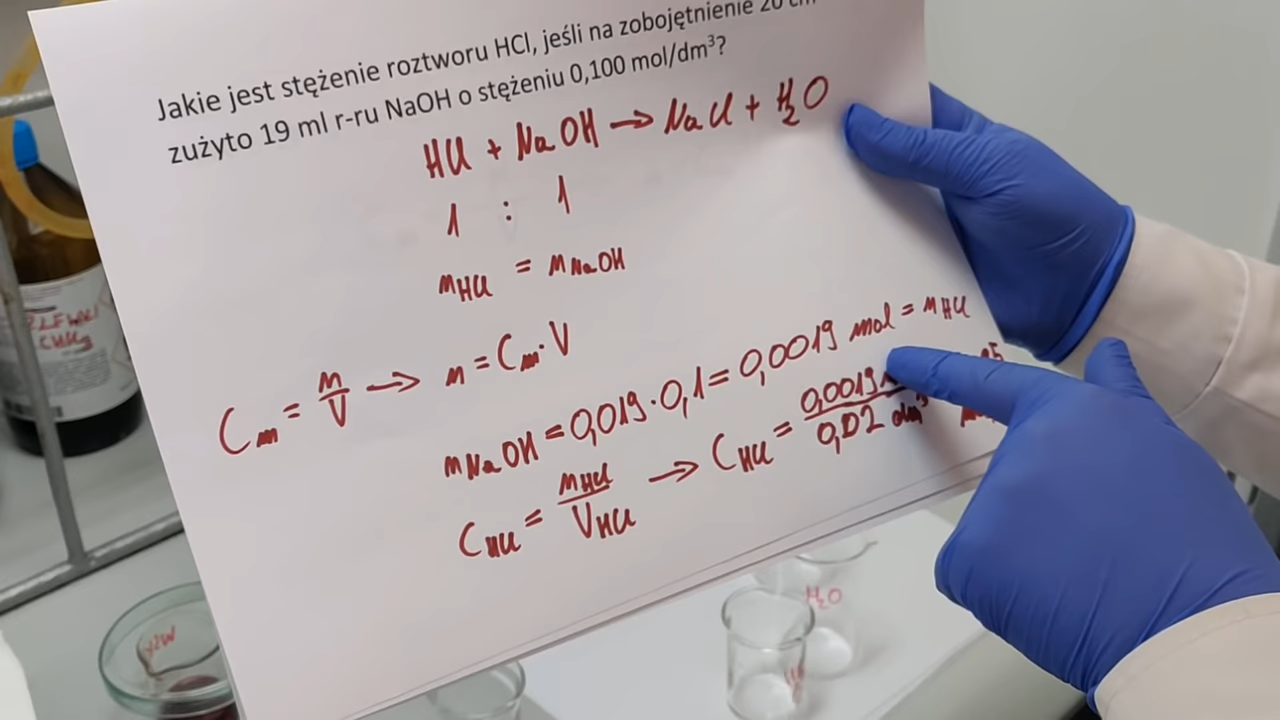 Jakie jest stężenie roztworu HCl, jeśli na zobojętnienie 20 cm
zużyto 19 ml r-ru NaOH o stężeniu 0,100 mol/dm³?
HCl + NaOH → NaCl + H₂O
1 : 1
nHCl = nNaOH
Cm = n/V → n = Cm · V
nNaOH = 0,019 · 0,1 = 0,0019 mol = nHCl
CHCl = nHCl/VHCl → CHCl = 0,0019/0,02 dm³
H₂O